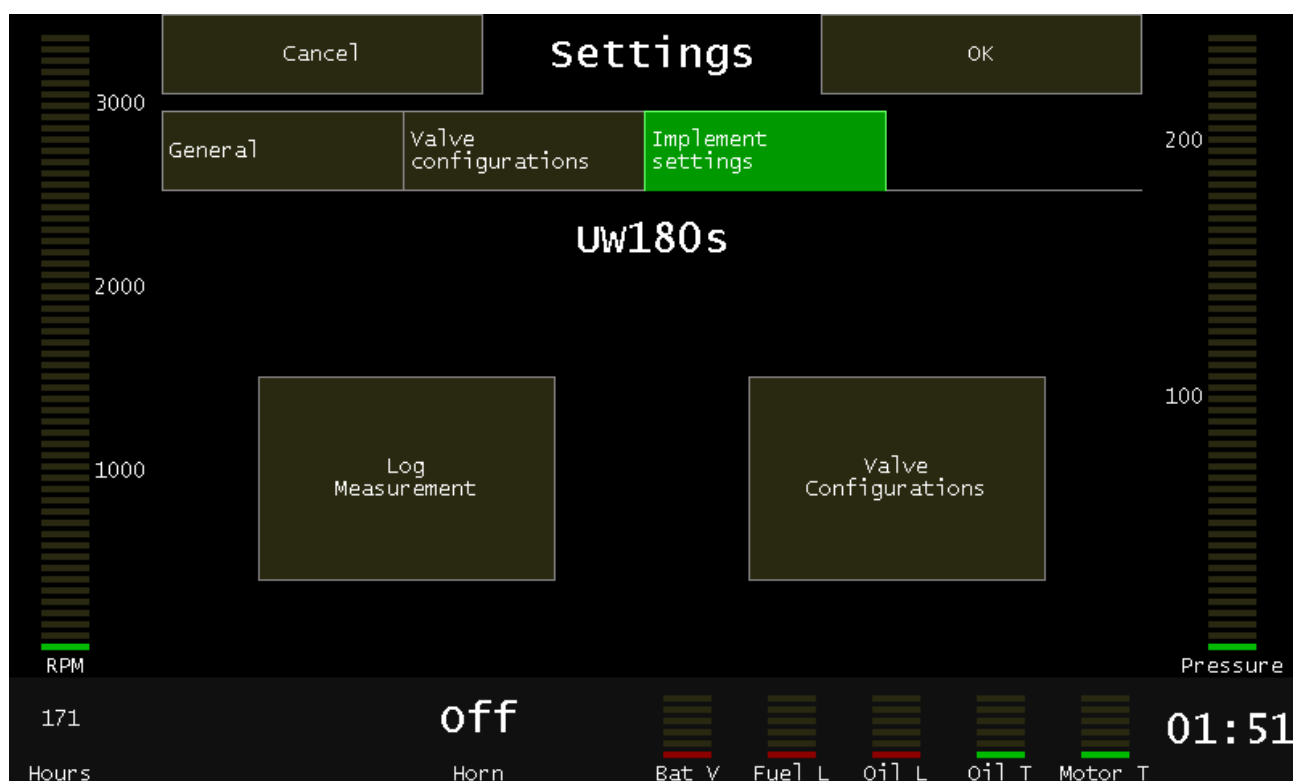 Cancel
Settings
OK
3000
General
Valve
configurations
Implement
settings
200
UW180s
2000
100
1000
Log
Measurement
Valve
Configurations
RPM
Pressure
171
Off
01:51
Hours
Horn
Bat V
Fuel L
Oil L
Oil T
Motor T